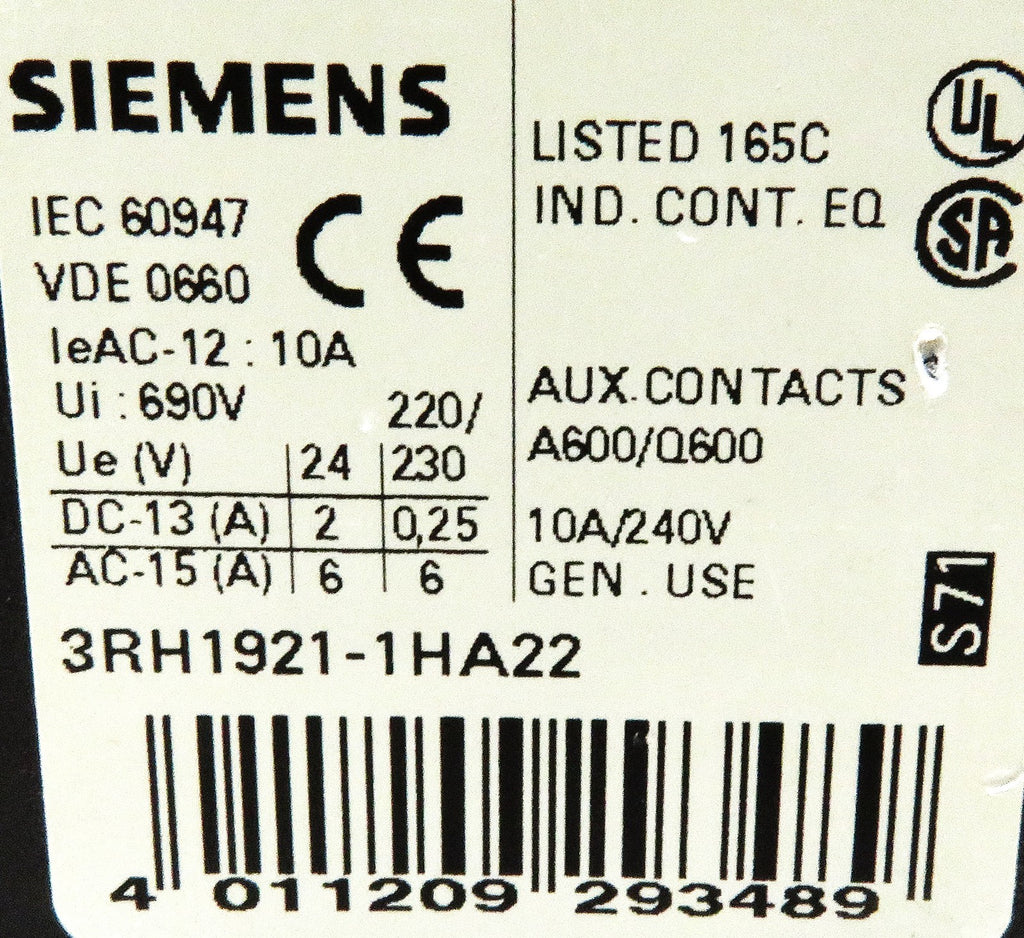 SIEMENS
IEC 60947
VDE 0660
CE
IeAC-12 : 10A
Ui : 690V
220/
Ue (V) 24 230
DC-13 (A) 2 0,25
AC-15 (A) 6 6
LISTED 165C
IND. CONT. EQ
UL
SA
AUX. CONTACTS
A600/Q600
10A/240V
GEN . USE
S71
3RH1921-1HA22
4 011209 293489